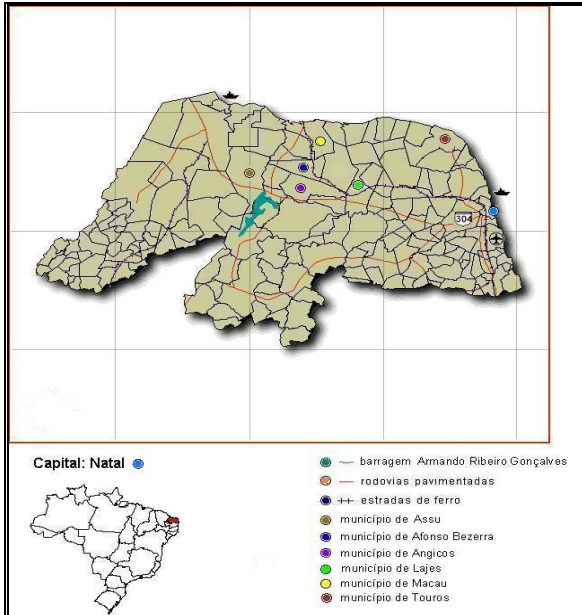 304
Capital: Natal
barragem Armando Ribeiro Gonçalves
rodovias pavimentadas
estradas de ferro
município de Assu
município de Afonso Bezerra
município de Angicos
município de Lajes
município de Macau
município de Touros